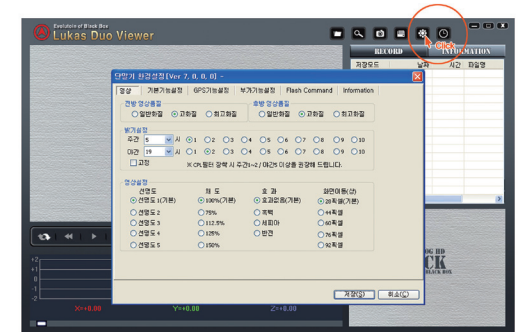 Evolution of Black Box
Lukas Duo Viewer
Click
RECORD INFORMATION
저장모드 날짜 시간 파일명
단말기 환경설정[Ver 7, 0, 0, 0] -
영상 기본기능설정 GPS기능설정 부가기능설정 Flash Command Information
전방 영상품질 후방 영상품질
일반화질 고화질 최고화질 일반화질 고화질 최고화질
밝기설정
주간 5 시 1 2 3 4 5 6 7 8 9 10
야간 19 시 1 2 3 4 5 6 7 8 9 10
고정 ※ CPL필터 장착 시 주간1~2 / 야간5 이상을 권장해 드립니다.
영상설정
선명도 채 도 효 과 화면이동(상)
선명도 1(기본) 100%(기본) 효과없음(기본) 20픽셀(기본)
선명도 2 75% 흑백 44픽셀
선명도 3 112.5% 세피아 60픽셀
선명도 4 125% 반전 76픽셀
선명도 5 150% 92픽셀
저장(S) 취소(C)
+2
+1
0
-1
-2
X=+0.00 Y=+0.00 Z=+0.00
BLACK BOX